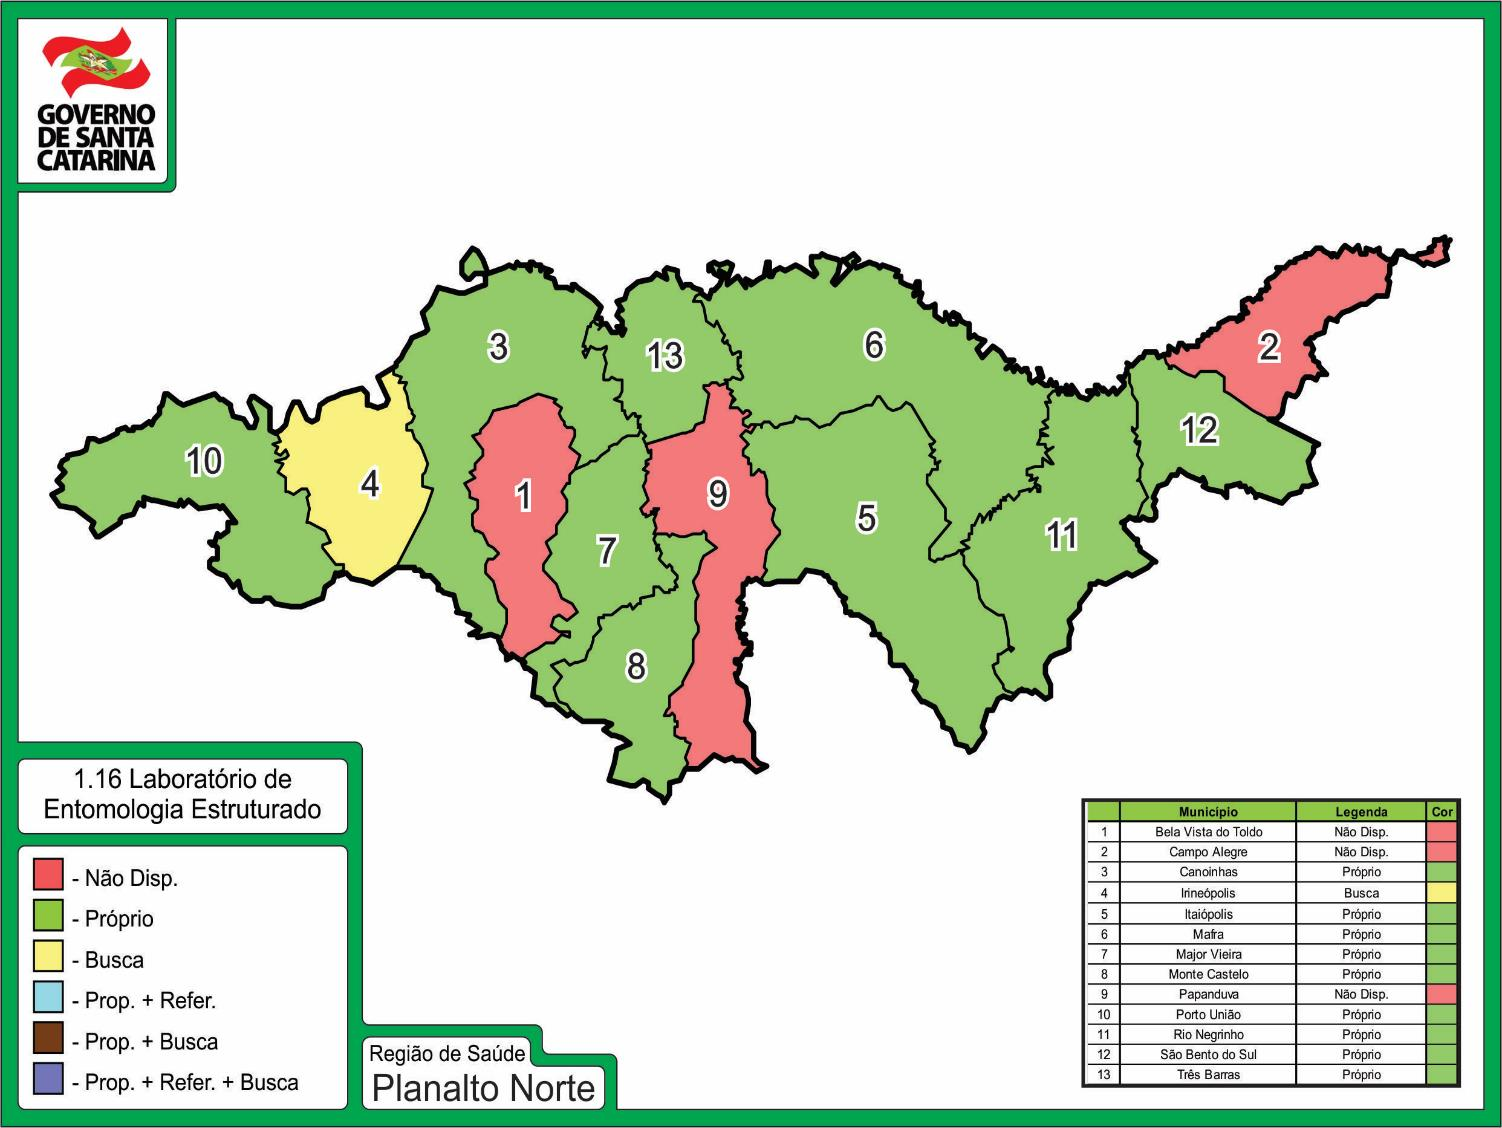 GOVERNO
DE SANTA
CATARINA
3
13
6
2
12
10
4
1
9
5
11
7
8
1.16 Laboratório de
Entomologia Estruturado
- Não Disp.
- Próprio
- Busca
- Prop. + Refer.
- Prop. + Busca
- Prop. + Refer. + Busca
Região de Saúde
Planalto Norte
Município Legenda Cor
1 Bela Vista do Toldo Não Disp.
2 Campo Alegre Não Disp.
3 Canoinhas Próprio
4 Irineópolis Busca
5 Itaiópolis Próprio
6 Mafra Próprio
7 Major Vieira Próprio
8 Monte Castelo Próprio
9 Papanduva Não Disp.
10 Porto União Próprio
11 Rio Negrinho Próprio
12 São Bento do Sul Próprio
13 Três Barras Próprio